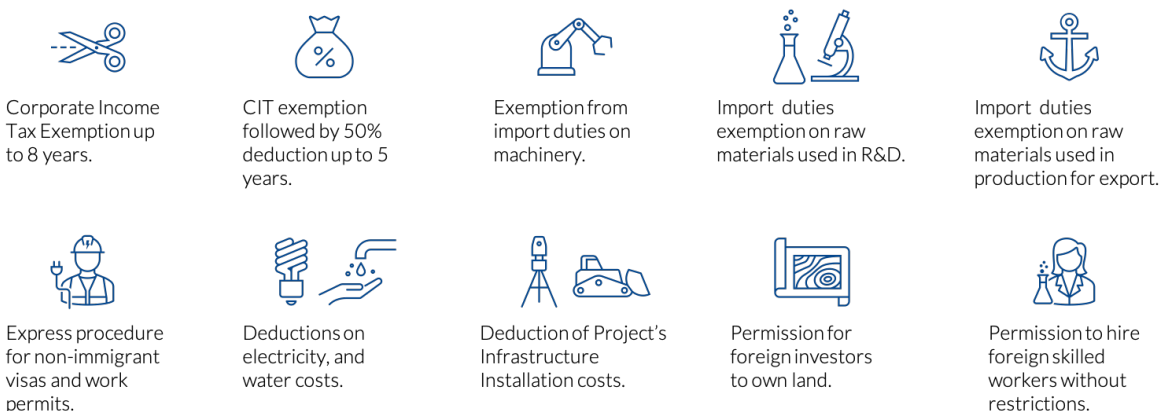 %
Corporate Income
Tax Exemption up
to 8 years.
CIT exemption
followed by 50%
deduction up to 5
years.
Exemption from
import duties on
machinery.
Import duties
exemption on raw
materials used in R&D.
Import duties
exemption on raw
materials used in
production for export.
Express procedure
for non-immigrant
visas and work
permits.
Deductions on
electricity, and
water costs.
Deduction of Project's
Infrastructure
Installation costs.
Permission for
foreign investors
to own land.
Permission to hire
foreign skilled
workers without
restrictions.